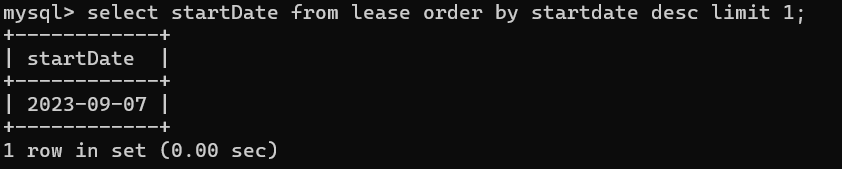 mysql> select startDate from lease order by startdate desc limit 1;
+------------+
| startDate  |
+------------+
| 2023-09-07 |
+------------+
1 row in set (0.00 sec)